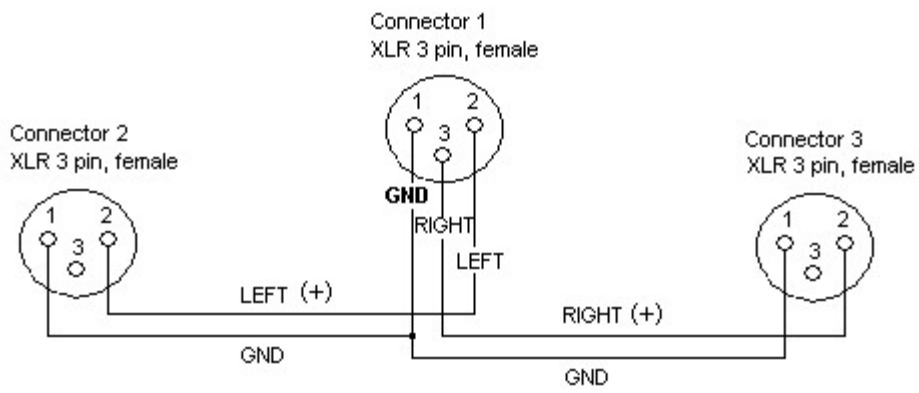 Connector 1
XLR 3 pin, female
1 2
3
GND
RIGHT
LEFT
Connector 2
XLR 3 pin, female
1 2
3
LEFT (+)
GND
Connector 3
XLR 3 pin, female
1 2
3
RIGHT (+)
GND